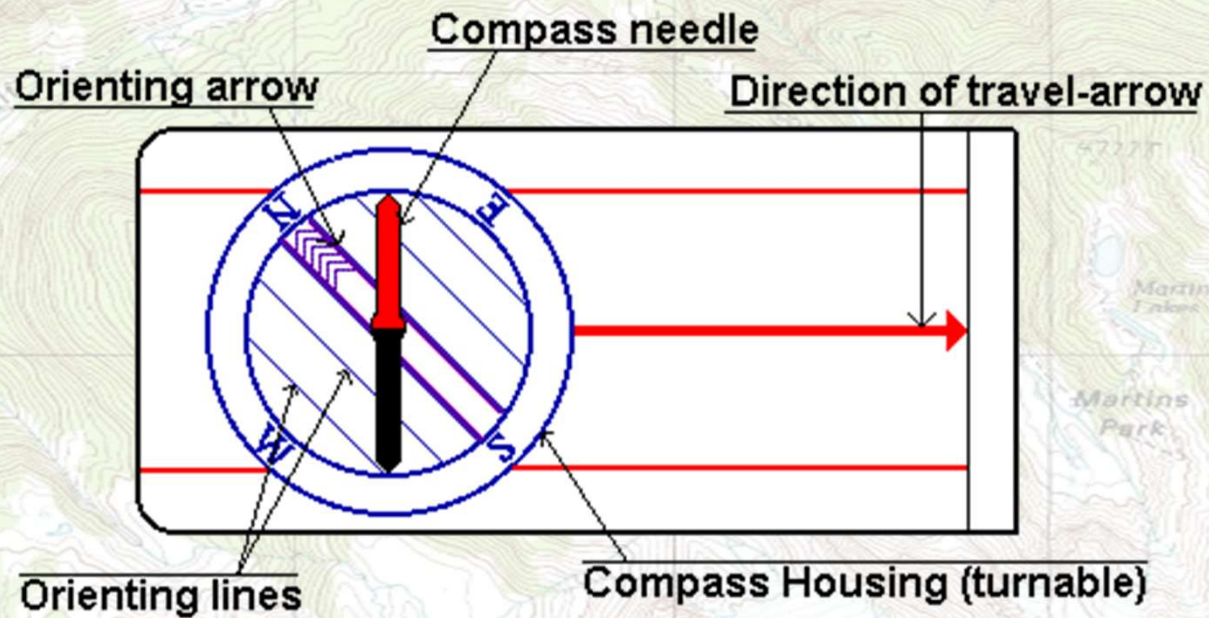 Compass needle
Orienting arrow
Direction of travel-arrow
N
E
W
S
Martins
Park
Orienting lines
Compass Housing (turnable)